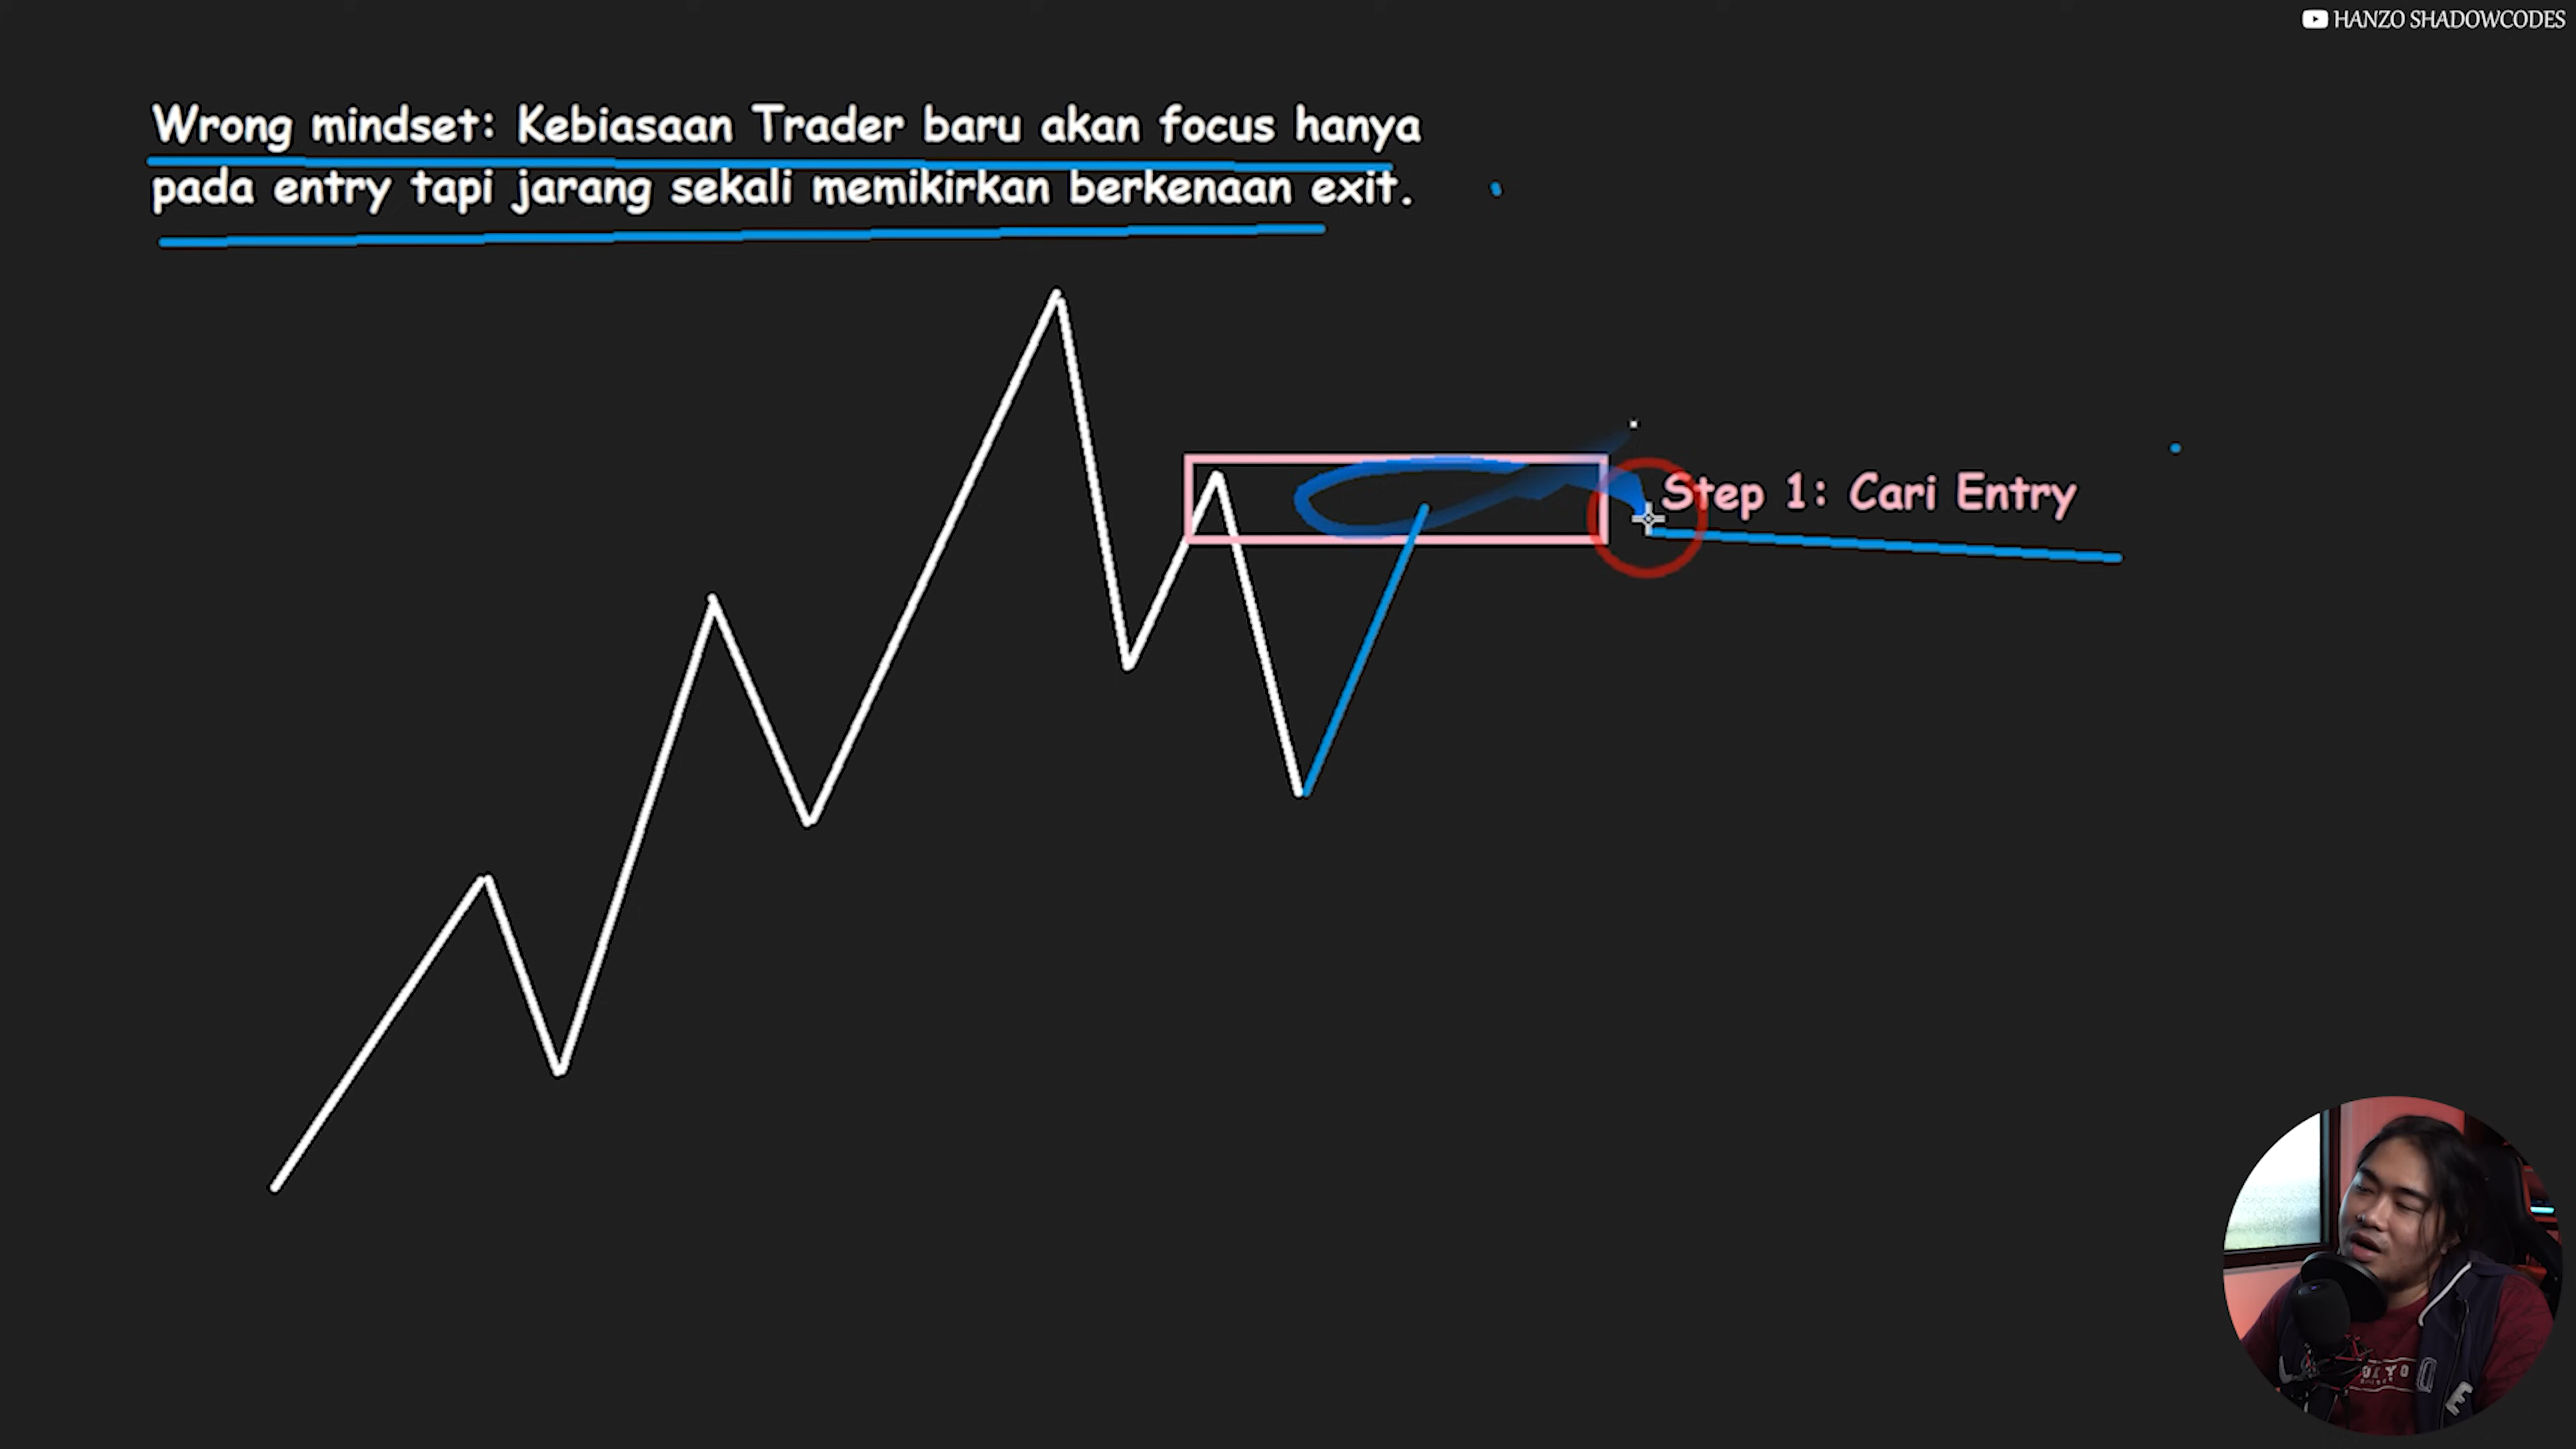 HANZO SHADOWCODES
Wrong mindset: Kebiasaan Trader baru akan focus hanya
pada entry tapi jarang sekali memikirkan berkenaan exit.
Step 1: Cari Entry